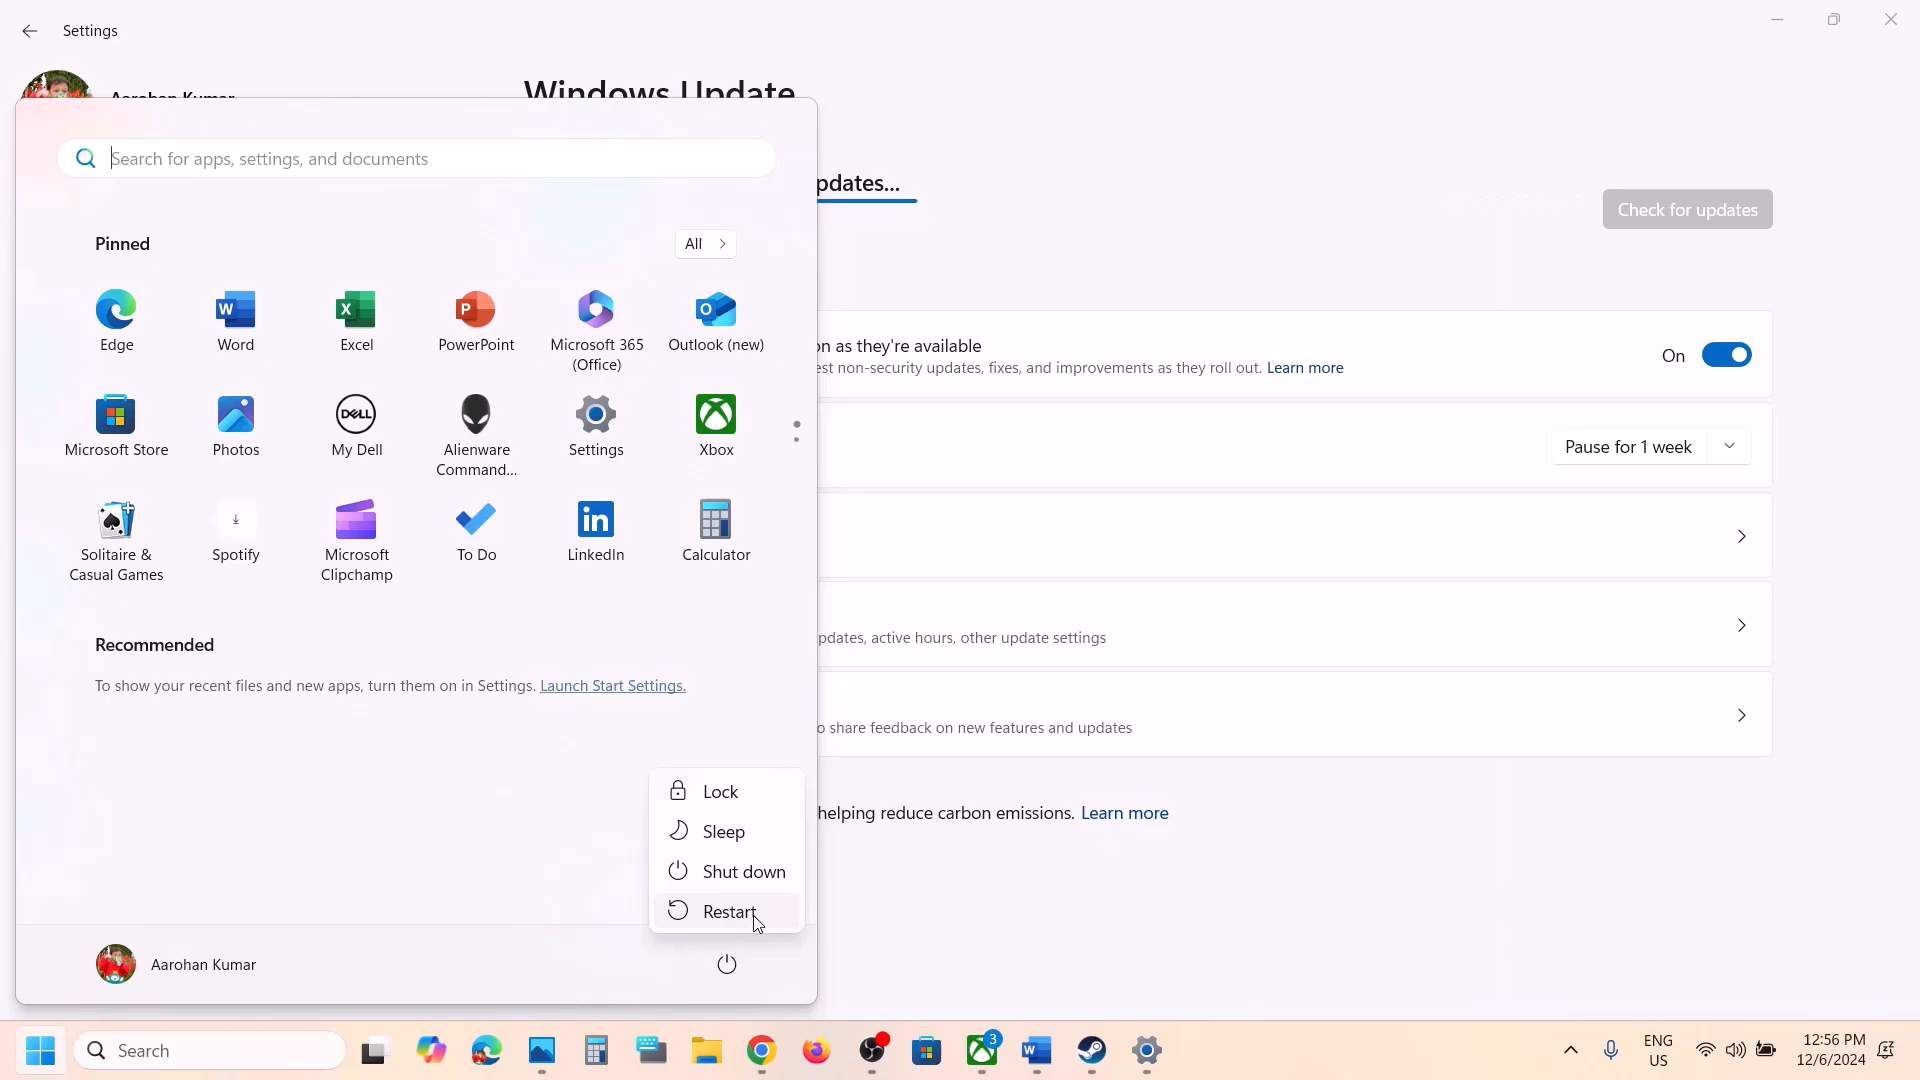 Settings
Windows Update
Search for apps, settings, and documents
pdates...
Check for updates
Pinned
All
Edge
Word
Excel
PowerPoint
Microsoft 365
(Office)
Outlook (new)
on as they're available
est non-security updates, fixes, and improvements as they roll out. Learn more
On
Microsoft Store
Photos
DELL
My Dell
Alienware
Command...
Settings
Xbox
Pause for 1 week
Solitaire &
Casual Games
Spotify
Microsoft
Clipchamp
To Do
LinkedIn
Calculator
pdates, active hours, other update settings
Recommended
To show your recent files and new apps, turn them on in Settings. Launch Start Settings.
o share feedback on new features and updates
Lock
Sleep
Shut down
Restart
helping reduce carbon emissions. Learn more
Aarohan Kumar
Search
3
ENG
US
12:56 PM
12/6/2024